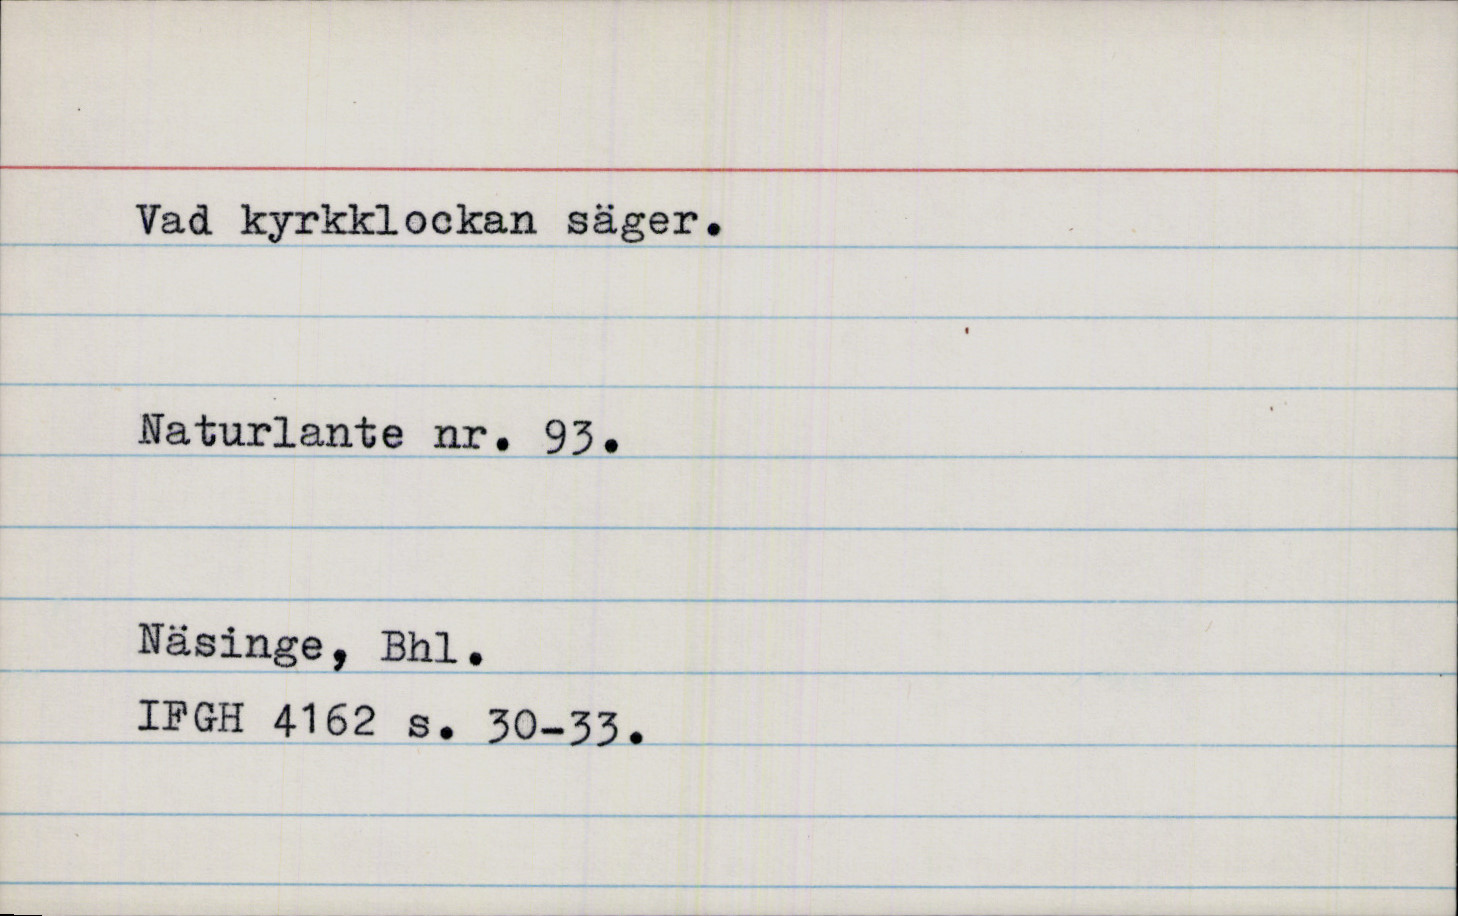 Vad kyrkklockan säger.
Naturlante nr. 93.
Näsinge, Bhl.
IFGH 4162 s. 30-33.